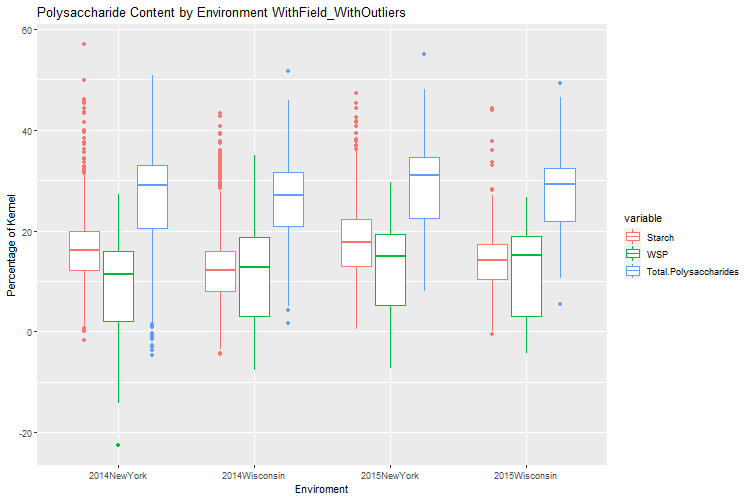 Polysaccharide Content by Environment WithField_WithOutliers
60
40
20
0
-20
Percentage of Kernel
2014NewYork
2014Wisconsin
2015NewYork
2015Wisconsin
Enviroment
variable
Starch
WSP
Total.Polysaccharides